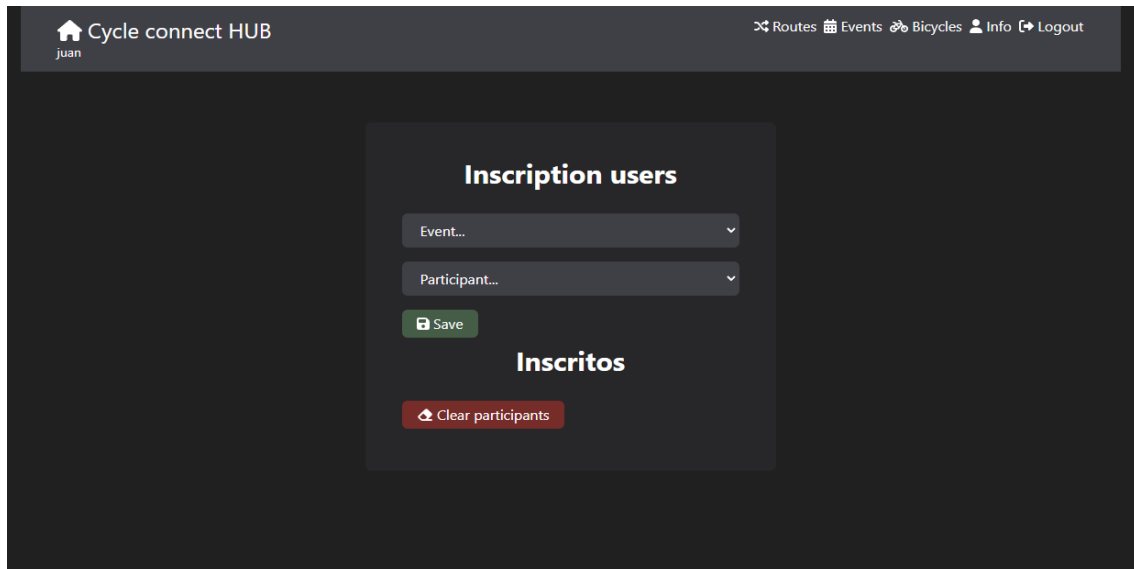 Cycle connect HUB
juan
Routes Events Bicycles Info Logout
Inscription users
Event...
Participant...
Save
Inscritos
Clear participants